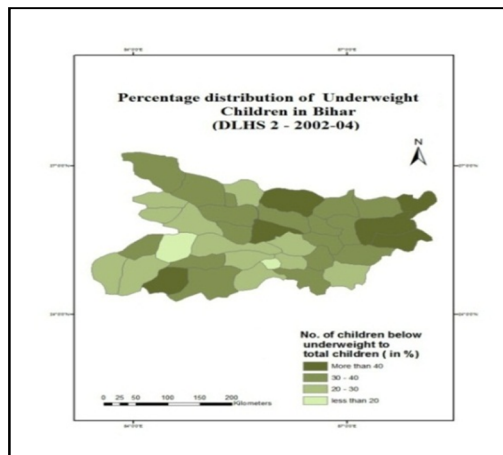 Percentage distribution of Underweight
Children in Bihar
(DLHS 2 - 2002-04)
N
No. of children below
underweight to
total children ( in %)
More than 40
30 - 40
20 - 30
less than 20
0 25 50 100 150 200
Kilometers